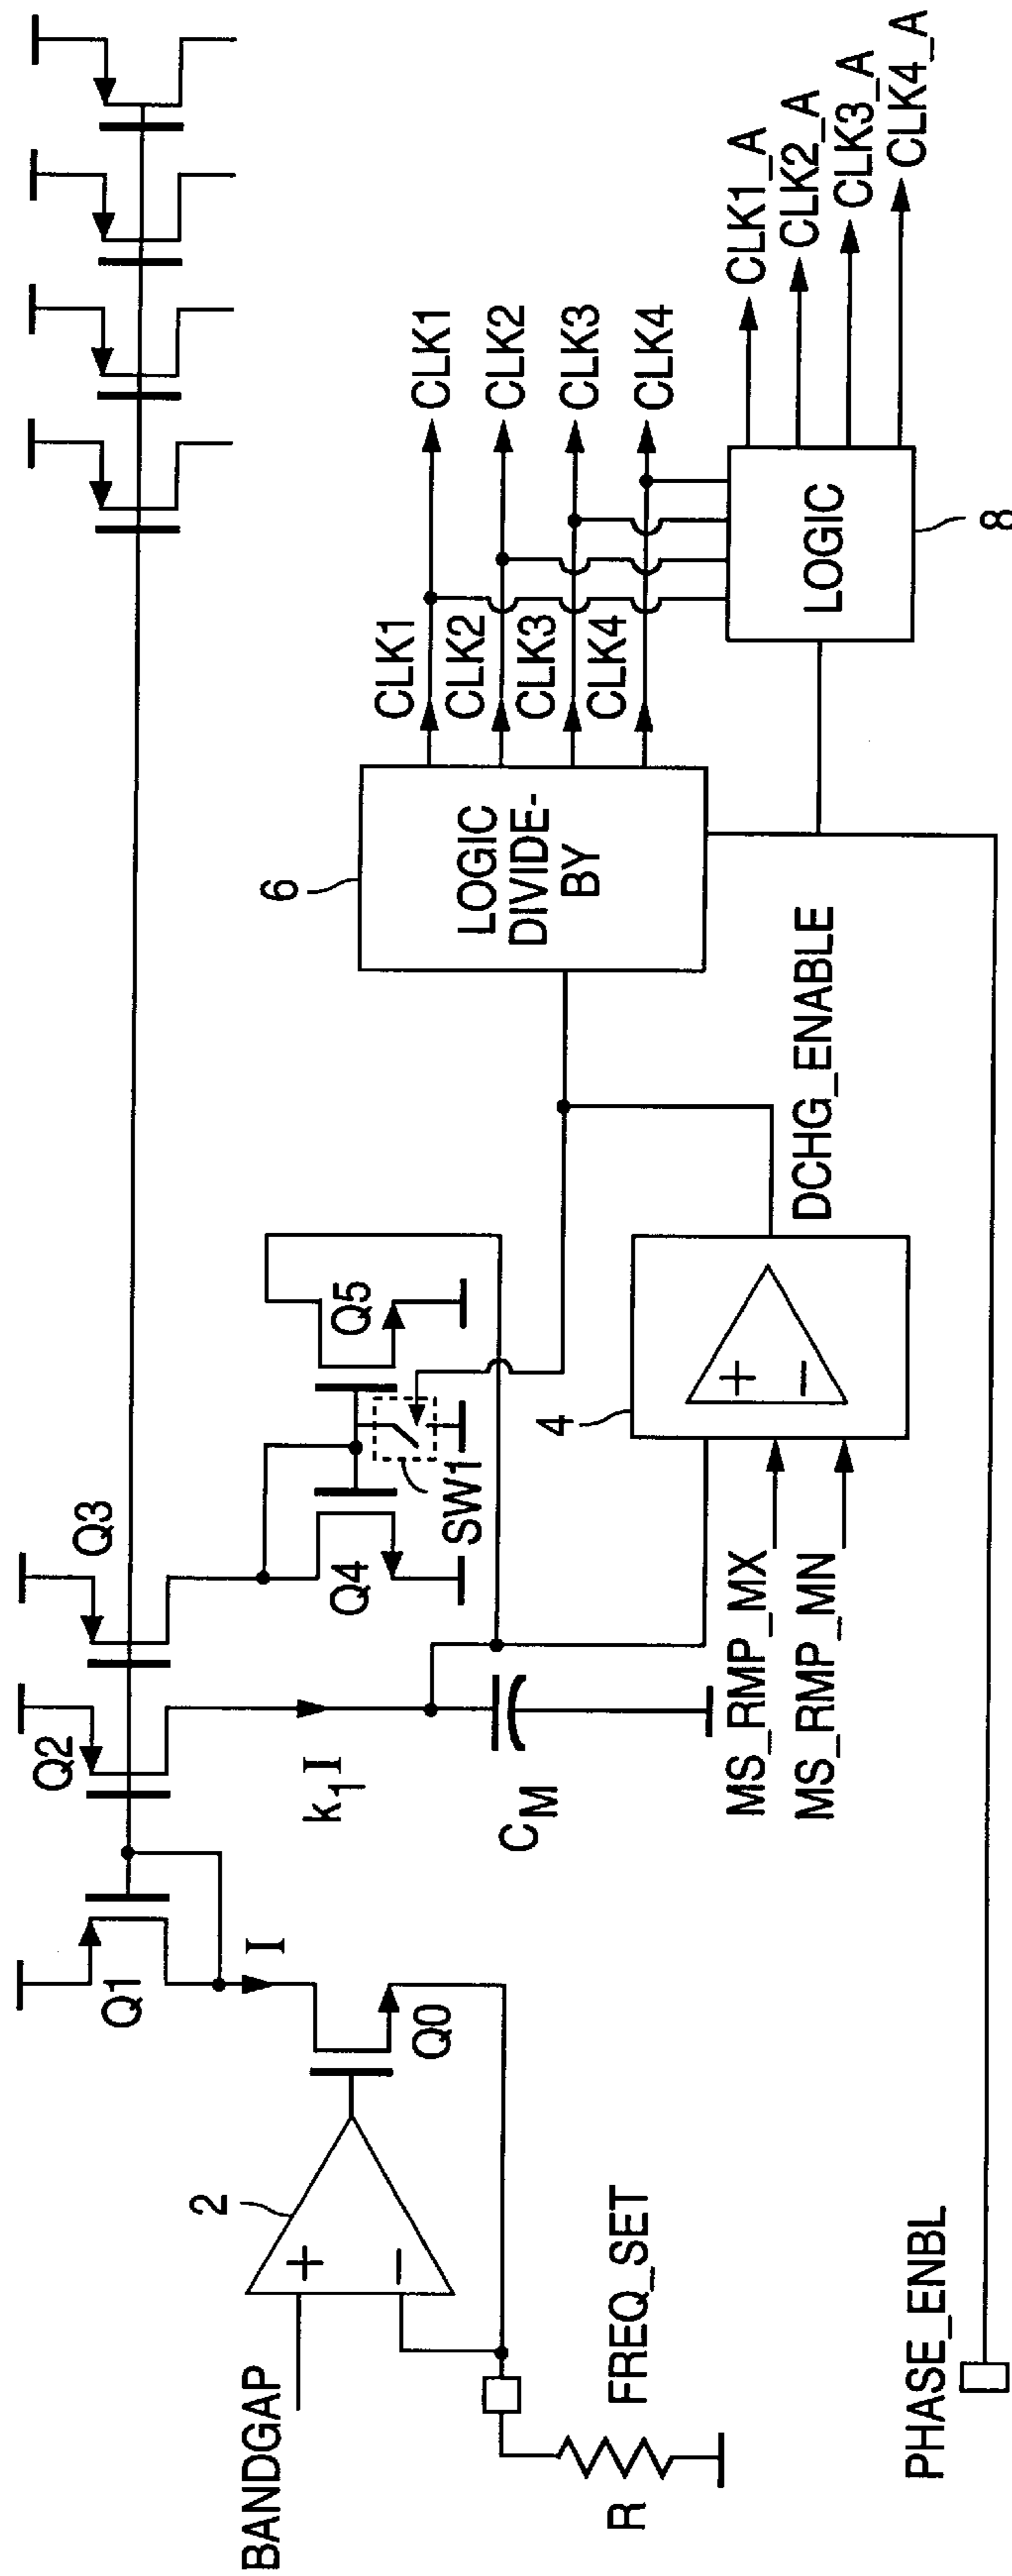 Q1
Q2
Q3
I
k1I
2
BANDGAP
+
−
Q0
R
FREQ_SET
CM
Q4
Q5
SW1
MS_RMP_MX
MS_RMP_MN
4
+
−
DCHG_ENABLE
6
LOGIC
DIVIDE-
BY
CLK1
CLK2
CLK3
CLK4
CLK1
CLK2
CLK3
CLK4
LOGIC
8
CLK1_A
CLK2_A
CLK3_A
CLK4_A
PHASE_ENBL